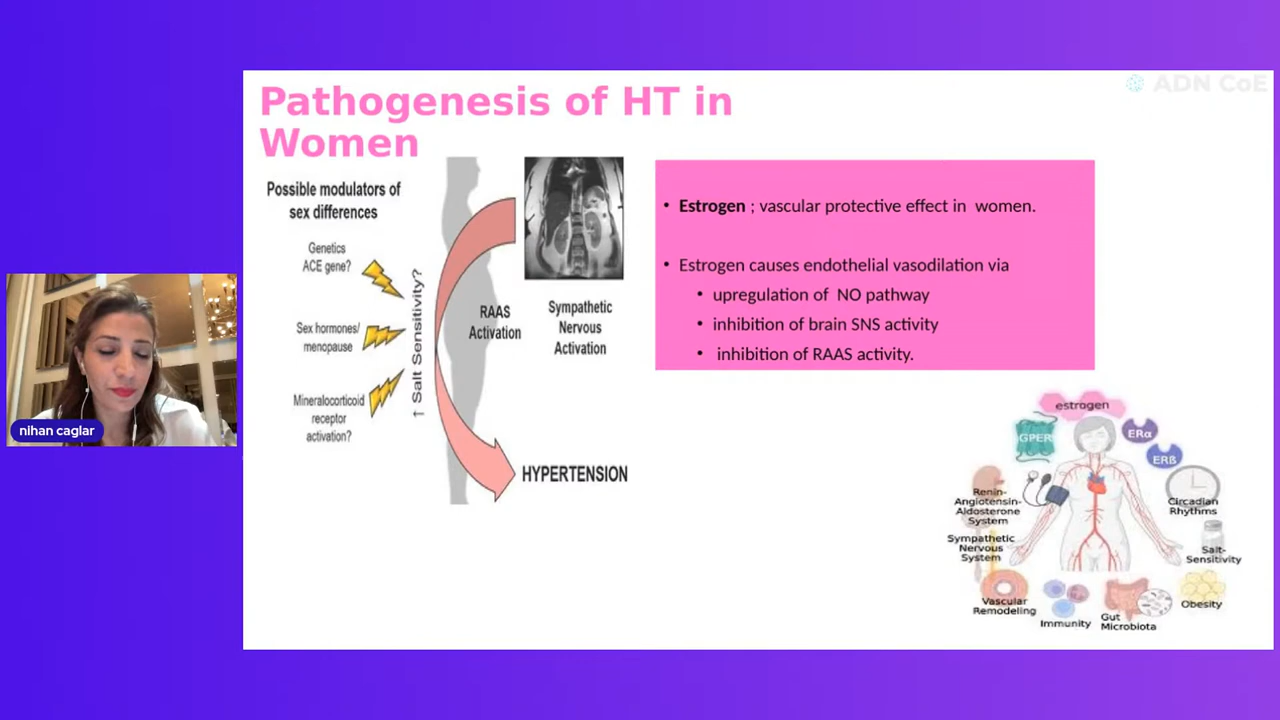 ADN CoE
Pathogenesis of HT in
Women
Possible modulators of
sex differences
Genetics
ACE gene?
Sex hormones/
menopause
Mineralocorticoid
receptor
activation?
↑ Salt Sensitivity?
RAAS
Activation
Sympathetic
Nervous
Activation
HYPERTENSION
• Estrogen ; vascular protective effect in women.
• Estrogen causes endothelial vasodilation via
• upregulation of NO pathway
• inhibition of brain SNS activity
• inhibition of RAAS activity.
estrogen
GPER
ERα
ERß
Renin-
Angiotensin-
Aldosterone
System
Circadian
Rhythms
Sympathetic
Nervous
System
Salt-
Sensitivity
Vascular
Remodeling
Immunity
Gut
Microbiota
Obesity
nihan caglar